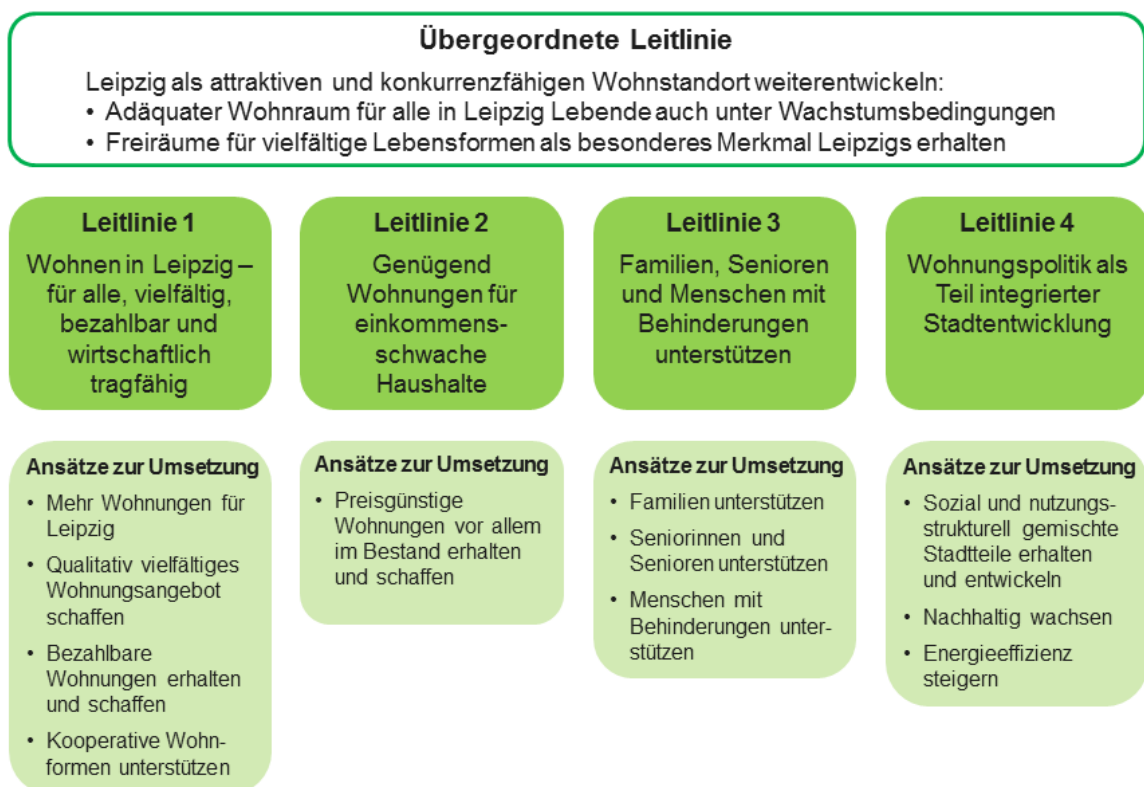 Übergeordnete Leitlinie
Leipzig als attraktiven und konkurrenzfähigen Wohnstandort weiterentwickeln:
• Adäquater Wohnraum für alle in Leipzig Lebende auch unter Wachstumsbedingungen
• Freiräume für vielfältige Lebensformen als besonderes Merkmal Leipzigs erhalten
Leitlinie 1
Wohnen in Leipzig –
für alle, vielfältig,
bezahlbar und
wirtschaftlich
tragfähig
Leitlinie 2
Genügend
Wohnungen für
einkommens-
schwache
Haushalte
Leitlinie 3
Familien, Senioren
und Menschen mit
Behinderungen
unterstützen
Leitlinie 4
Wohnungspolitik als
Teil integrierter
Stadtentwicklung
Ansätze zur Umsetzung
• Mehr Wohnungen für
Leipzig
• Qualitativ vielfältiges
Wohnungsangebot
schaffen
• Bezahlbare
Wohnungen erhalten
und schaffen
• Kooperative Wohn-
formen unterstützen
Ansätze zur Umsetzung
• Preisgünstige
Wohnungen vor allem
im Bestand erhalten
und schaffen
Ansätze zur Umsetzung
• Familien unterstützen
• Seniorinnen und
Senioren unterstützen
• Menschen mit
Behinderungen unter-
stützen
Ansätze zur Umsetzung
• Sozial und nutzungs-
strukturell gemischte
Stadtteile erhalten
und entwickeln
• Nachhaltig wachsen
• Energieeffizienz
steigern